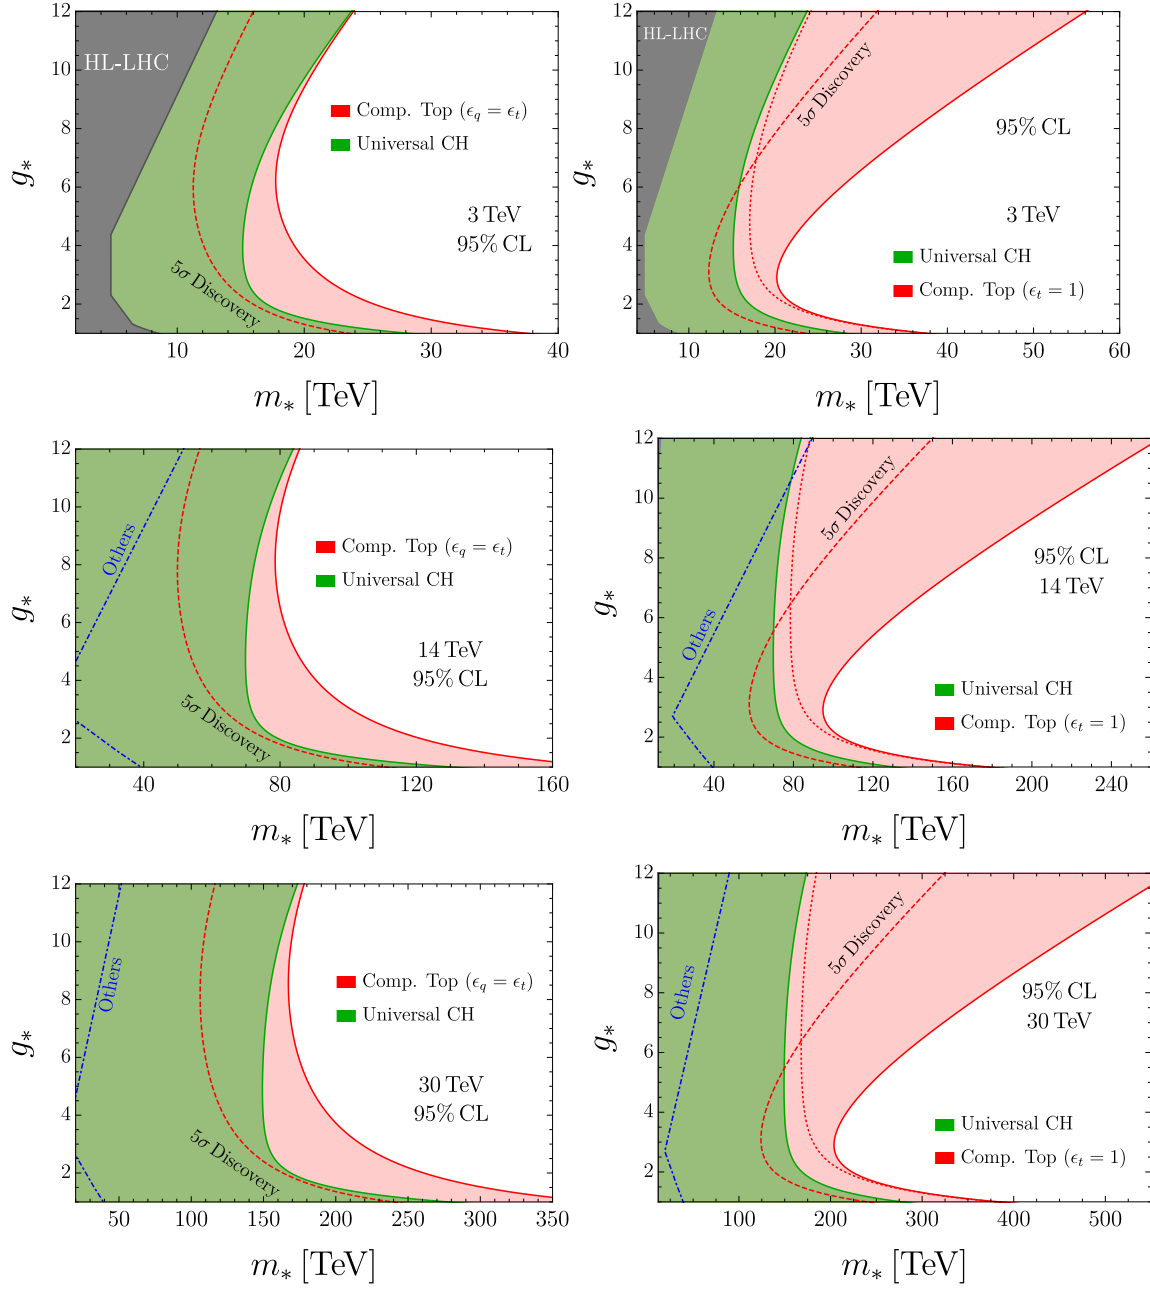 12
10
8
6
4
2
g*
HL-LHC
Comp. Top (ϵq = ϵt)
Universal CH
3 TeV
95% CL
5σ Discovery
10 20 30 40
m* [TeV]
12
10
8
6
4
2
g*
HL-LHC
5σ Discovery
95% CL
3 TeV
Universal CH
Comp. Top (ϵt = 1)
10 20 30 40 50 60
m* [TeV]
12
10
8
6
4
2
g*
Others
Comp. Top (ϵq = ϵt)
Universal CH
14 TeV
95% CL
5σ Discovery
40 80 120 160
m* [TeV]
12
10
8
6
4
2
g*
5σ Discovery
Others
95% CL
14 TeV
Universal CH
Comp. Top (ϵt = 1)
40 80 120 160 200 240
m* [TeV]
12
10
8
6
4
2
g*
Others
Comp. Top (ϵq = ϵt)
Universal CH
30 TeV
95% CL
5σ Discovery
50 100 150 200 250 300 350
m* [TeV]
12
10
8
6
4
2
g*
5σ Discovery
Others
95% CL
30 TeV
Universal CH
Comp. Top (ϵt = 1)
100 200 300 400 500
m* [TeV]